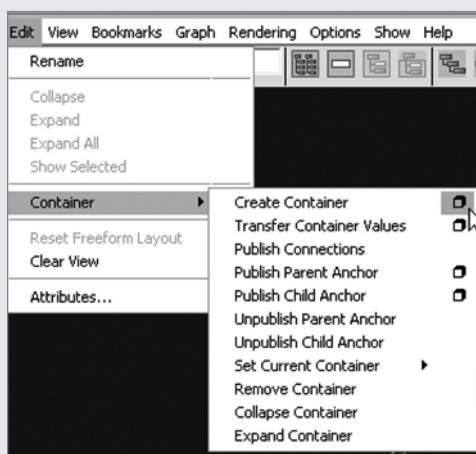 Edit View Bookmarks Graph Rendering Options Show Help
Rename
Collapse
Expand
Expand All
Show Selected
Container
Reset Freeform Layout
Clear View
Attributes...
Create Container
Transfer Container Values
Publish Connections
Publish Parent Anchor
Publish Child Anchor
Unpublish Parent Anchor
Unpublish Child Anchor
Set Current Container
Remove Container
Collapse Container
Expand Container